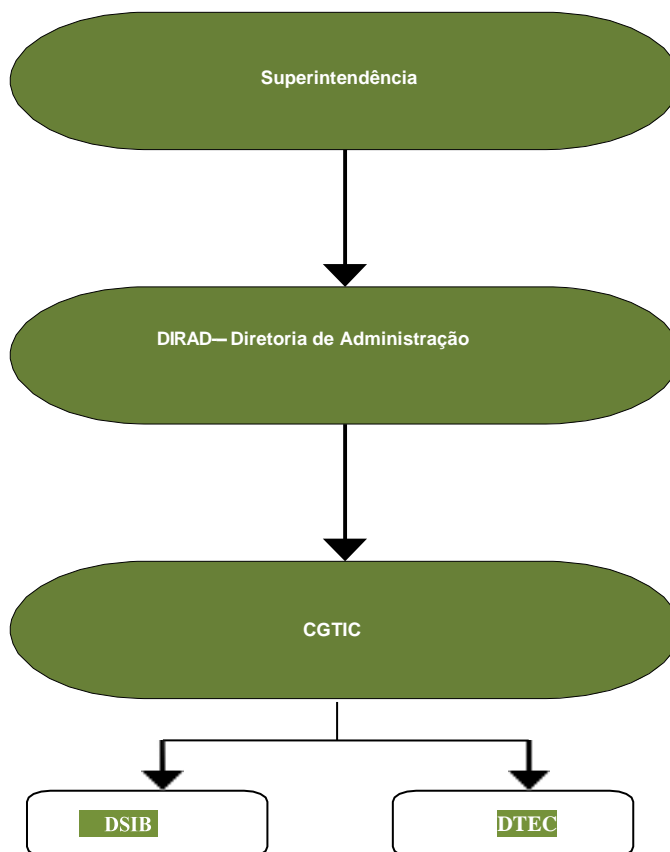 Superintendência
DIRAD— Diretoria de Administração
CGTIC
DSIB
DTEC